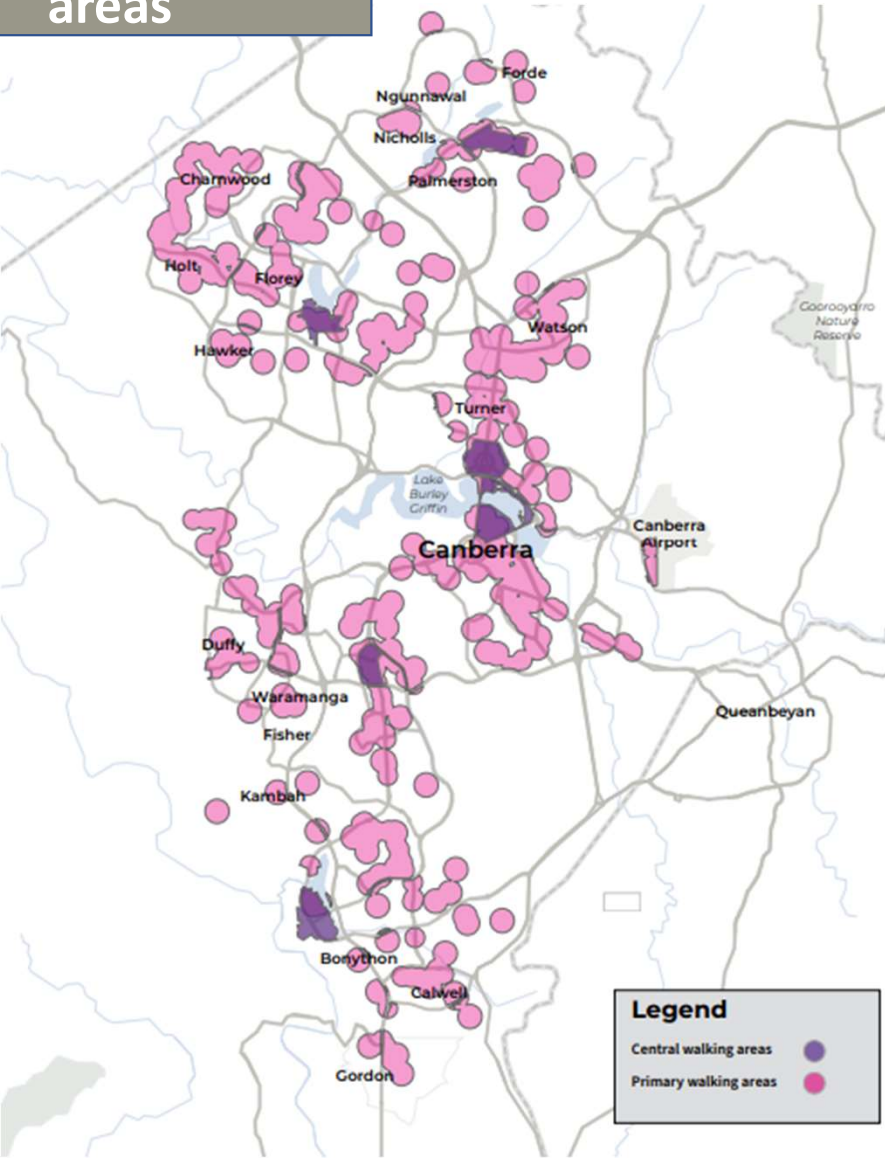 areas
Forde
Ngunnawal
Nicholls
Charnwood
Palmerston
Holt
Florey
Goorooyarro
Nature
Reserve
Watson
Hawker
Turner
Lake
Burley
Griffin
Canberra
Airport
Canberra
Duffy
Waramanga
Queanbeyan
Fisher
Kambah
Bonython
Calwell
Gordon
Legend
Central walking areas
Primary walking areas